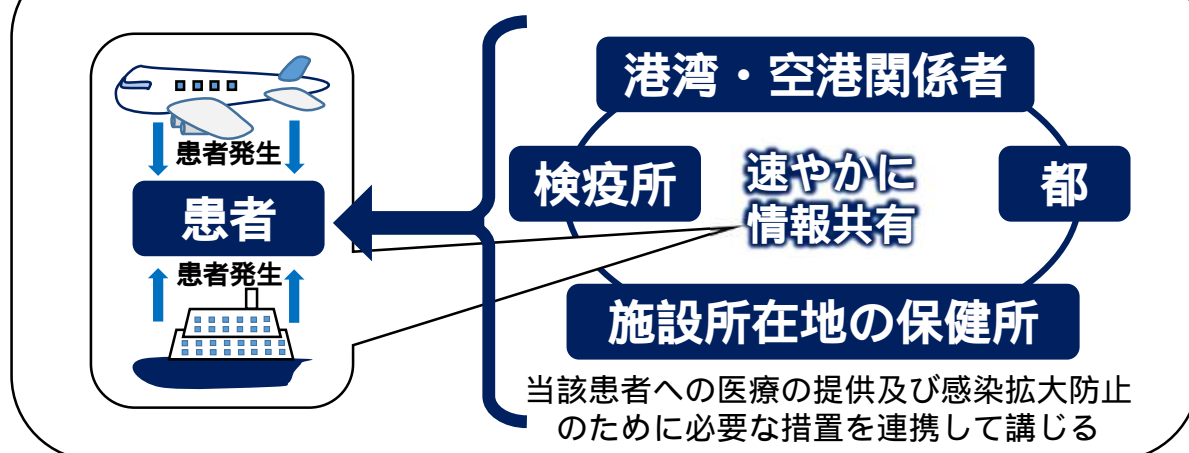 患者発生
患者
患者発生
港湾・空港関係者
検疫所
速やかに
情報共有
都
施設所在地の保健所
当該患者への医療の提供及び感染拡大防止
のために必要な措置を連携して講じる